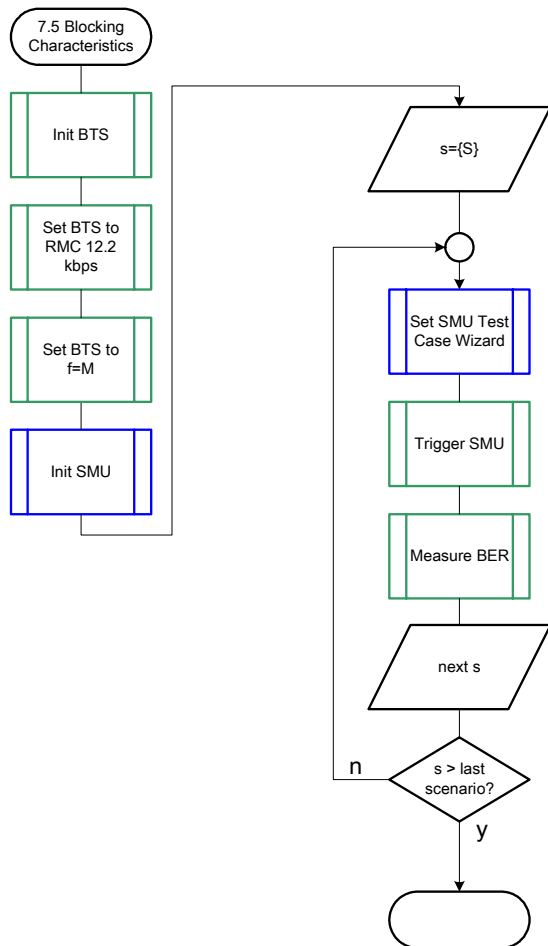 7.5 Blocking
Characteristics
Init BTS
Set BTS to
RMC 12.2
kbps
Set BTS to
f=M
Init SMU
s={S}
Set SMU Test
Case Wizard
Trigger SMU
Measure BER
next s
s > last
scenario?
n
y